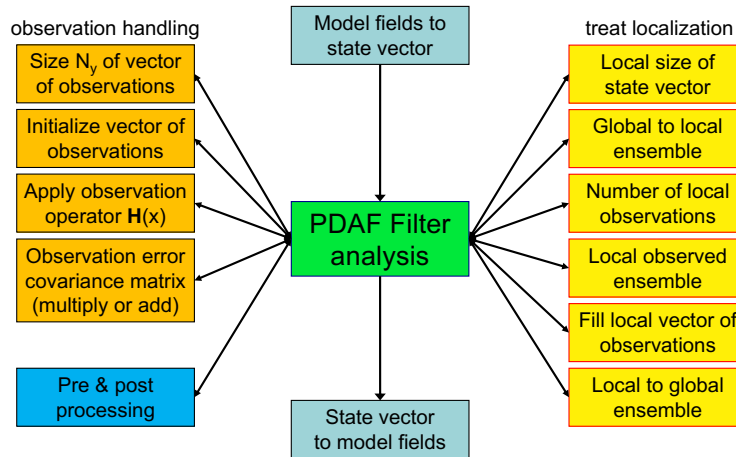 observation handling
Size Ny of vector
of observations
Initialize vector of
observations
Apply observation
operator H(x)
Observation error
covariance matrix
(multiply or add)
Pre & post
processing
Model fields to
state vector
PDAF Filter
analysis
State vector
to model fields
treat localization
Local size of
state vector
Global to local
ensemble
Number of local
observations
Local observed
ensemble
Fill local vector of
observations
Local to global
ensemble